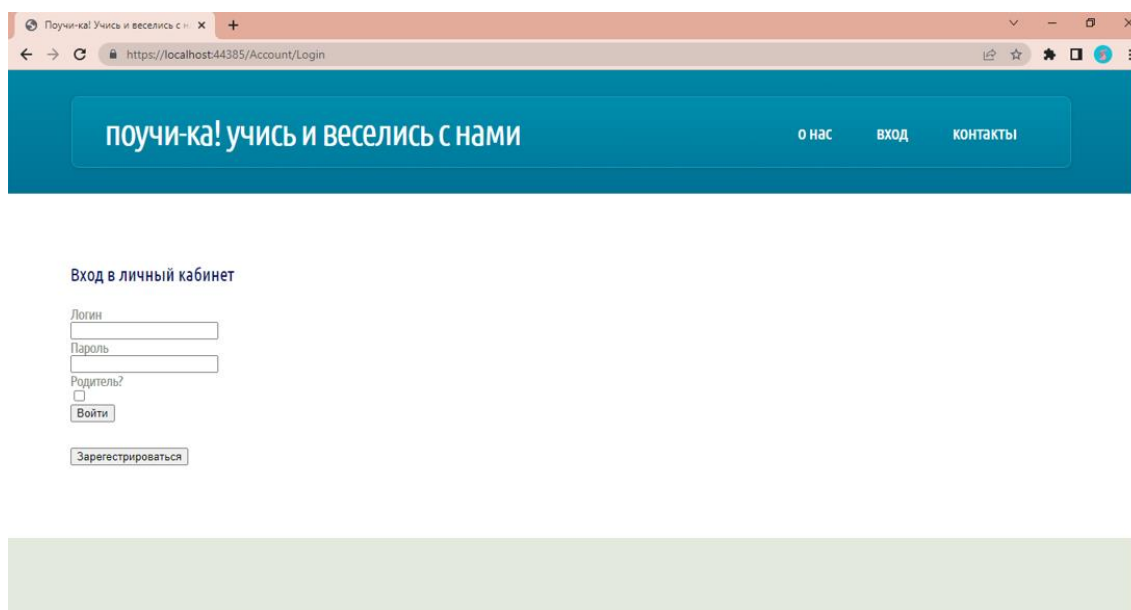 Поучи-ка! Учись и веселись с н
https://localhost:44385/Account/Login
поучи-ка! учись и веселись с нами
о нас вход контакты
Вход в личный кабинет
Логин
Пароль
Родитель?
Войти
Зарегестрироваться